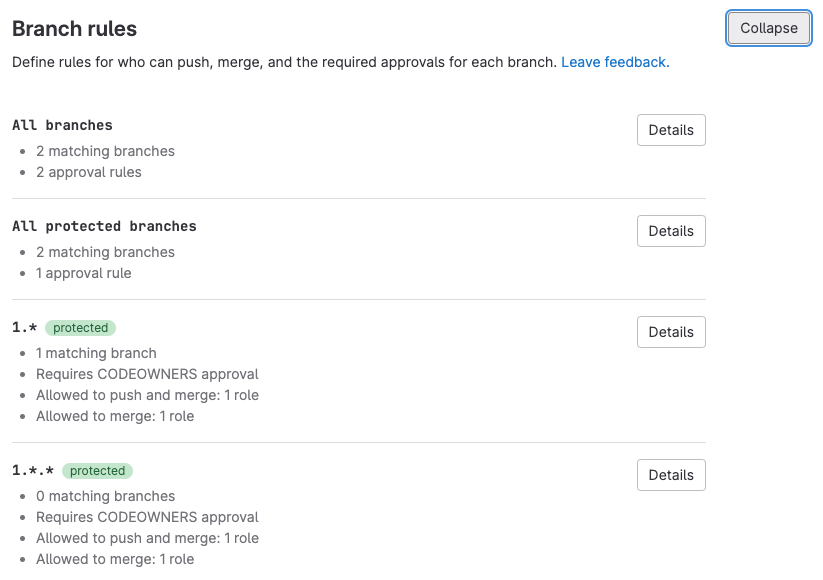 Branch rules
Collapse
Define rules for who can push, merge, and the required approvals for each branch. Leave feedback.
All branches
Details
2 matching branches
2 approval rules
All protected branches
Details
2 matching branches
1 approval rule
1.* protected
Details
1 matching branch
Requires CODEOWNERS approval
Allowed to push and merge: 1 role
Allowed to merge: 1 role
1.*.* protected
Details
0 matching branches
Requires CODEOWNERS approval
Allowed to push and merge: 1 role
Allowed to merge: 1 role